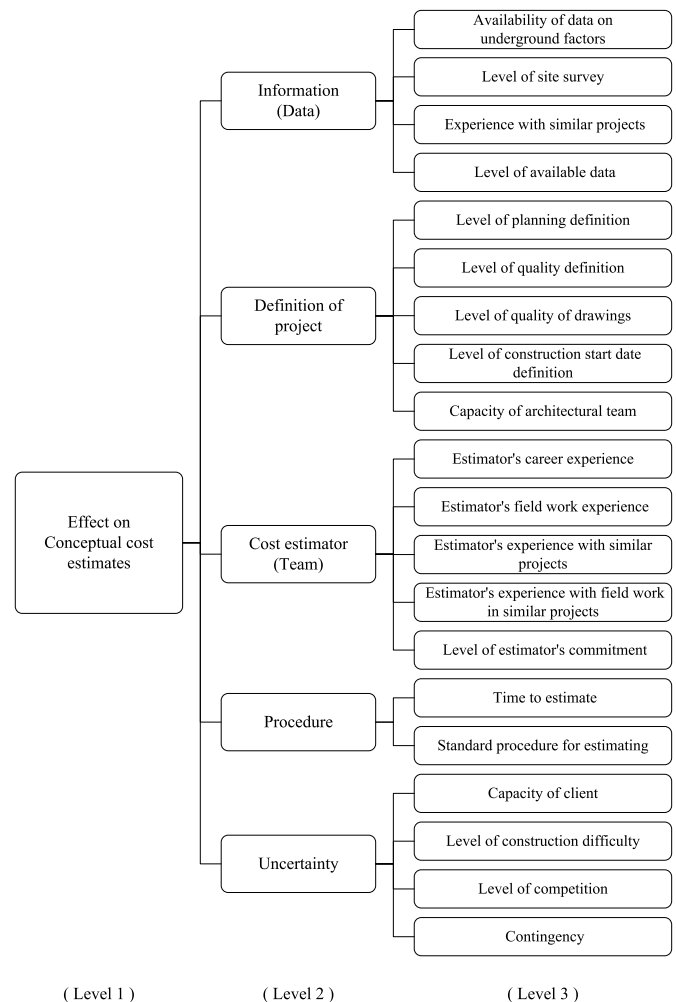 Effect on
Conceptual cost
estimates
Information
(Data)
Availability of data on
underground factors
Level of site survey
Experience with similar projects
Level of available data
Definition of
project
Level of planning definition
Level of quality definition
Level of quality of drawings
Level of construction start date
definition
Capacity of architectural team
Cost estimator
(Team)
Estimator's career experience
Estimator's field work experience
Estimator's experience with similar
projects
Estimator's experience with field work
in similar projects
Level of estimator's commitment
Procedure
Time to estimate
Standard procedure for estimating
Uncertainty
Capacity of client
Level of construction difficulty
Level of competition
Contingency
( Level 1 )
( Level 2 )
( Level 3 )